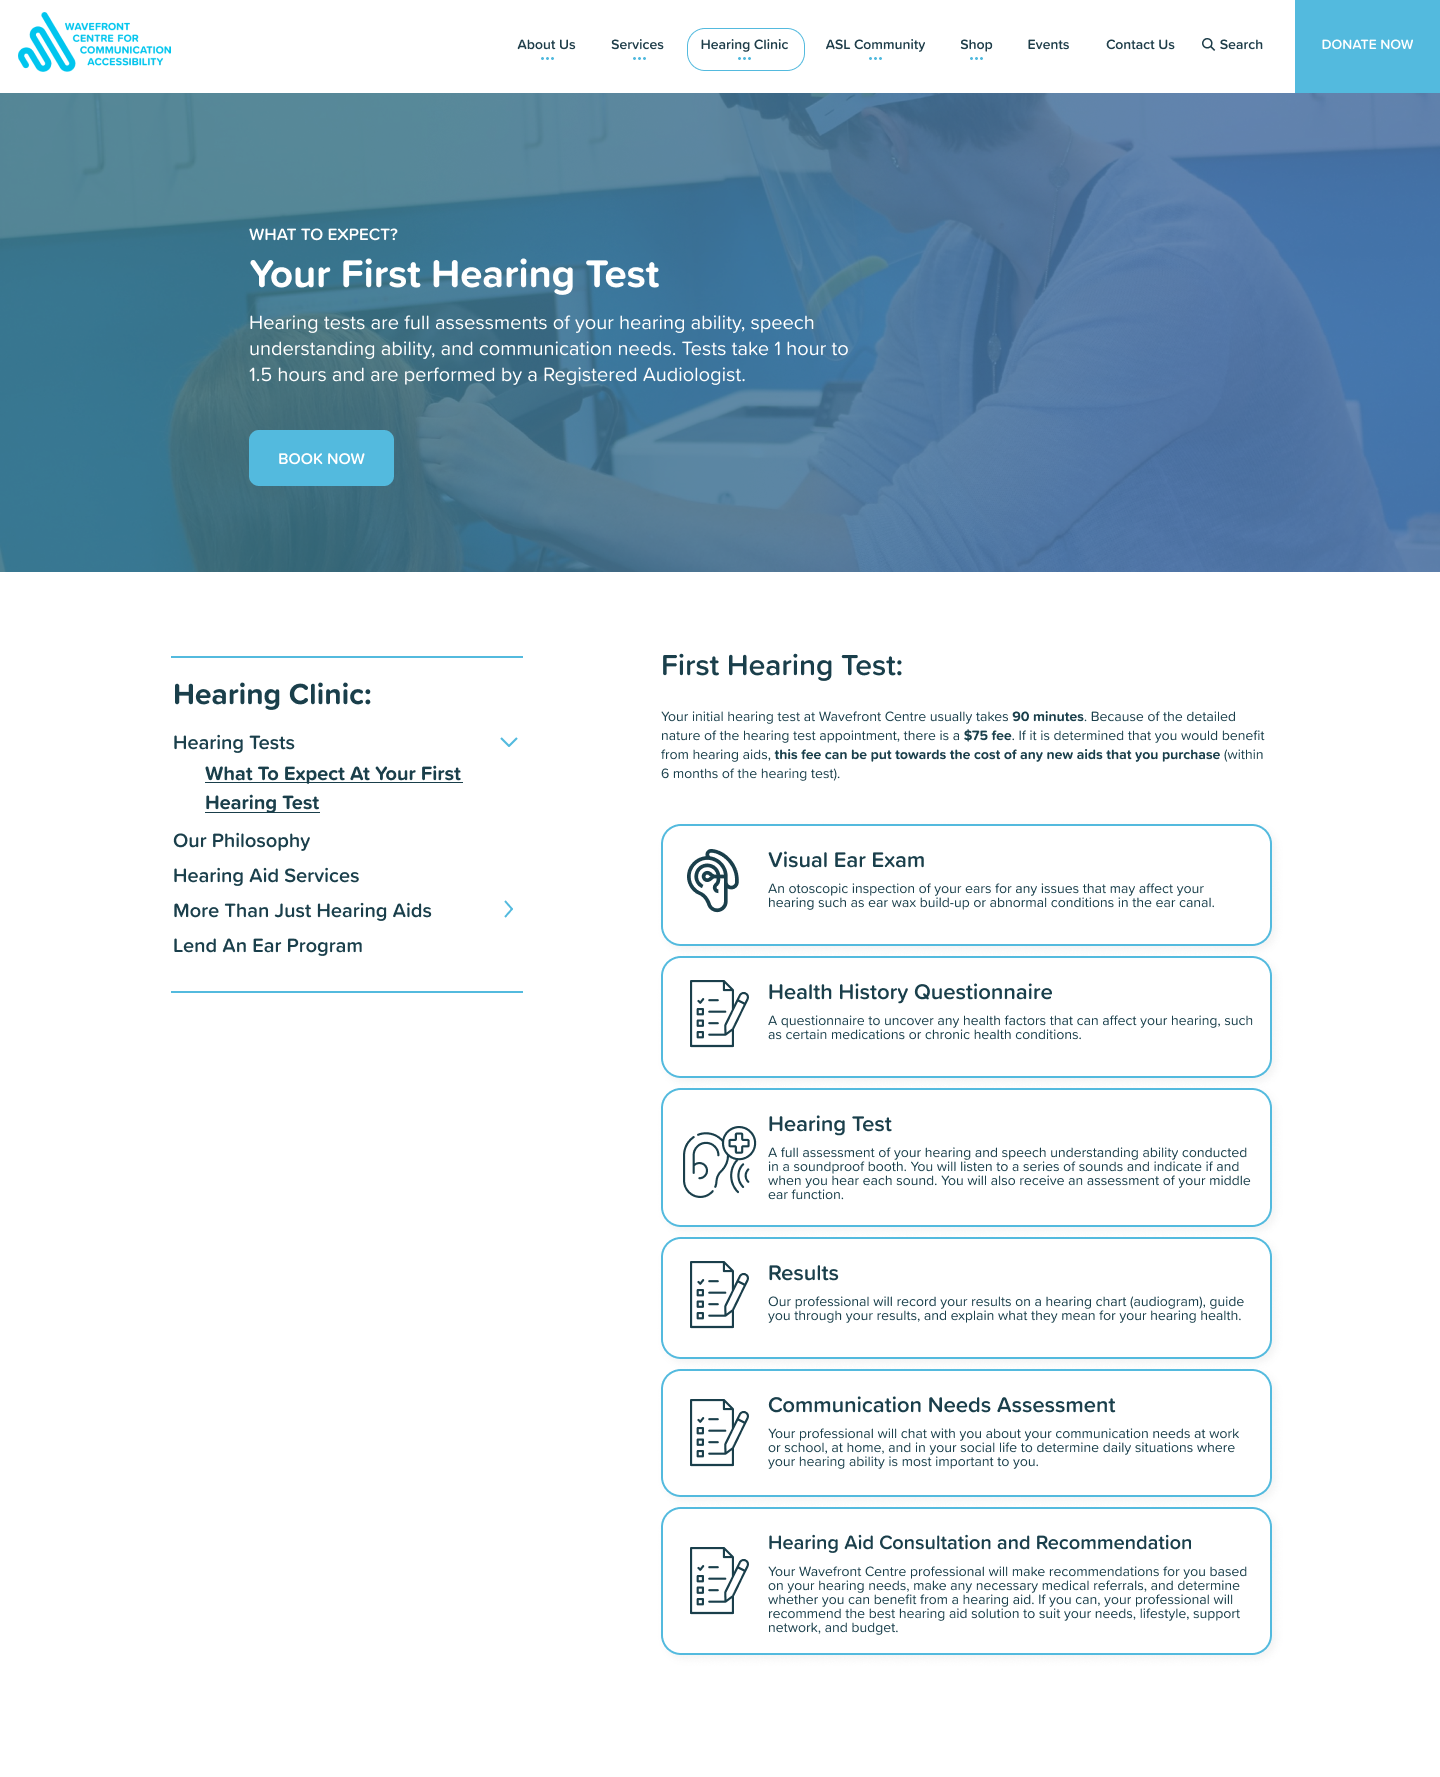 WAVEFRONT
CENTRE FOR
COMMUNICATION
ACCESSIBILITY
About Us
Services
Hearing Clinic
ASL Community
Shop
Events
Contact Us
Search
DONATE NOW
WHAT TO EXPECT?
Your First Hearing Test
Hearing tests are full assessments of your hearing ability, speech
understanding ability, and communication needs. Tests take 1 hour to
1.5 hours and are performed by a Registered Audiologist.
BOOK NOW
Hearing Clinic:
Hearing Tests
What To Expect At Your First
Hearing Test
Our Philosophy
Hearing Aid Services
More Than Just Hearing Aids
Lend An Ear Program
First Hearing Test:
Your initial hearing test at Wavefront Centre usually takes 90 minutes. Because of the detailed
nature of the hearing test appointment, there is a $75 fee. If it is determined that you would benefit
from hearing aids, this fee can be put towards the cost of any new aids that you purchase (within
6 months of the hearing test).
Visual Ear Exam
An otoscopic inspection of your ears for any issues that may affect your
hearing such as ear wax build-up or abnormal conditions in the ear canal.
Health History Questionnaire
A questionnaire to uncover any health factors that can affect your hearing, such
as certain medications or chronic health conditions.
Hearing Test
A full assessment of your hearing and speech understanding ability conducted
in a soundproof booth. You will listen to a series of sounds and indicate if and
when you hear each sound. You will also receive an assessment of your middle
ear function.
Results
Our professional will record your results on a hearing chart (audiogram), guide
you through your results, and explain what they mean for your hearing health.
Communication Needs Assessment
Your professional will chat with you about your communication needs at work
or school, at home, and in your social life to determine daily situations where
your hearing ability is most important to you.
Hearing Aid Consultation and Recommendation
Your Wavefront Centre professional will make recommendations for you based
on your hearing needs, make any necessary medical referrals, and determine
whether you can benefit from a hearing aid. If you can, your professional will
recommend the best hearing aid solution to suit your needs, lifestyle, support
network, and budget.